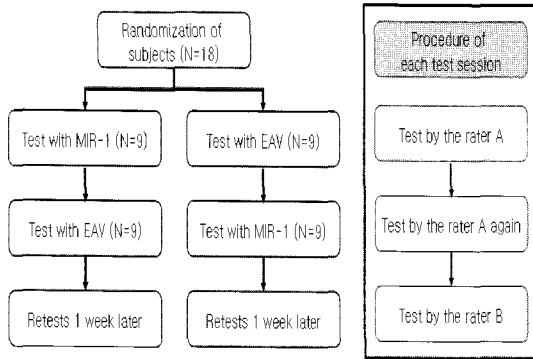 Randomization of
subjects (N=18)
Test with MIR-1 (N=9)
Test with EAV (N=9)
Test with EAV (N=9)
Test with MIR-1 (N=9)
Retests 1 week later
Retests 1 week later
Procedure of
each test session
Test by the rater A
Test by the rater A again
Test by the rater B